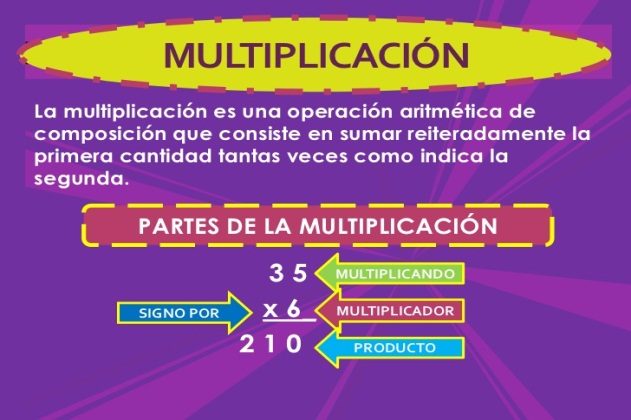 MULTIPLICACIÓN
La multiplicación es una operación aritmética de
composición que consiste en sumar reiteradamente la
primera cantidad tantas veces como indica la
segunda.
PARTES DE LA MULTIPLICACIÓN
3 5 MULTIPLICANDO
SIGNO POR x 6 MULTIPLICADOR
2 1 0 PRODUCTO